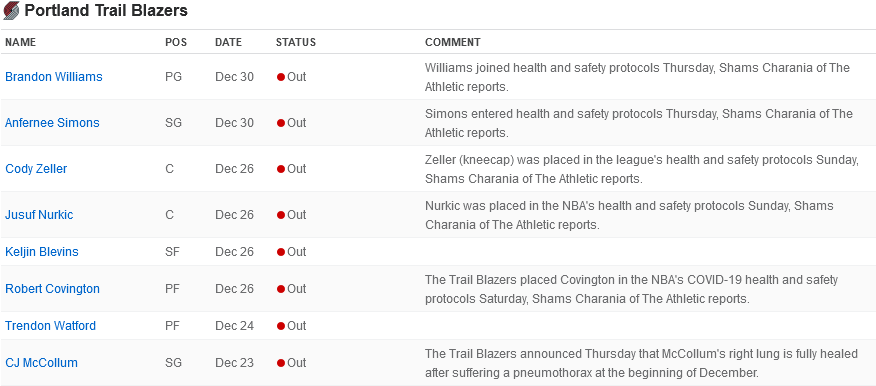 Portland Trail Blazers
NAME POS DATE STATUS COMMENT
Williams joined health and safety protocols Thursday, Shams Charania of The
Brandon Williams PG Dec 30 Out
Athletic reports.
Simons entered health and safety protocols Thursday, Shams Charania of The
Anfernee Simons SG Dec 30 Out
Athletic reports.
Zeller (kneecap) was placed in the league's health and safety protocols Sunday,
Cody Zeller C Dec 26 Out
Shams Charania of The Athletic reports.
Nurkic was placed in the NBA's health and safety protocols Sunday, Shams
Jusuf Nurkic C Dec 26 Out
Charania of The Athletic reports.
Keljin Blevins SF Dec 26 Out
The Trail Blazers placed Covington in the NBA's COVID-19 health and safety
Robert Covington PF Dec 26 Out
protocols Saturday, Shams Charania of The Athletic reports.
Trendon Watford PF Dec 24 Out
The Trail Blazers announced Thursday that McCollum's right lung is fully healed
CJ McCollum SG Dec 23 Out
after suffering a pneumothorax at the beginning of December.